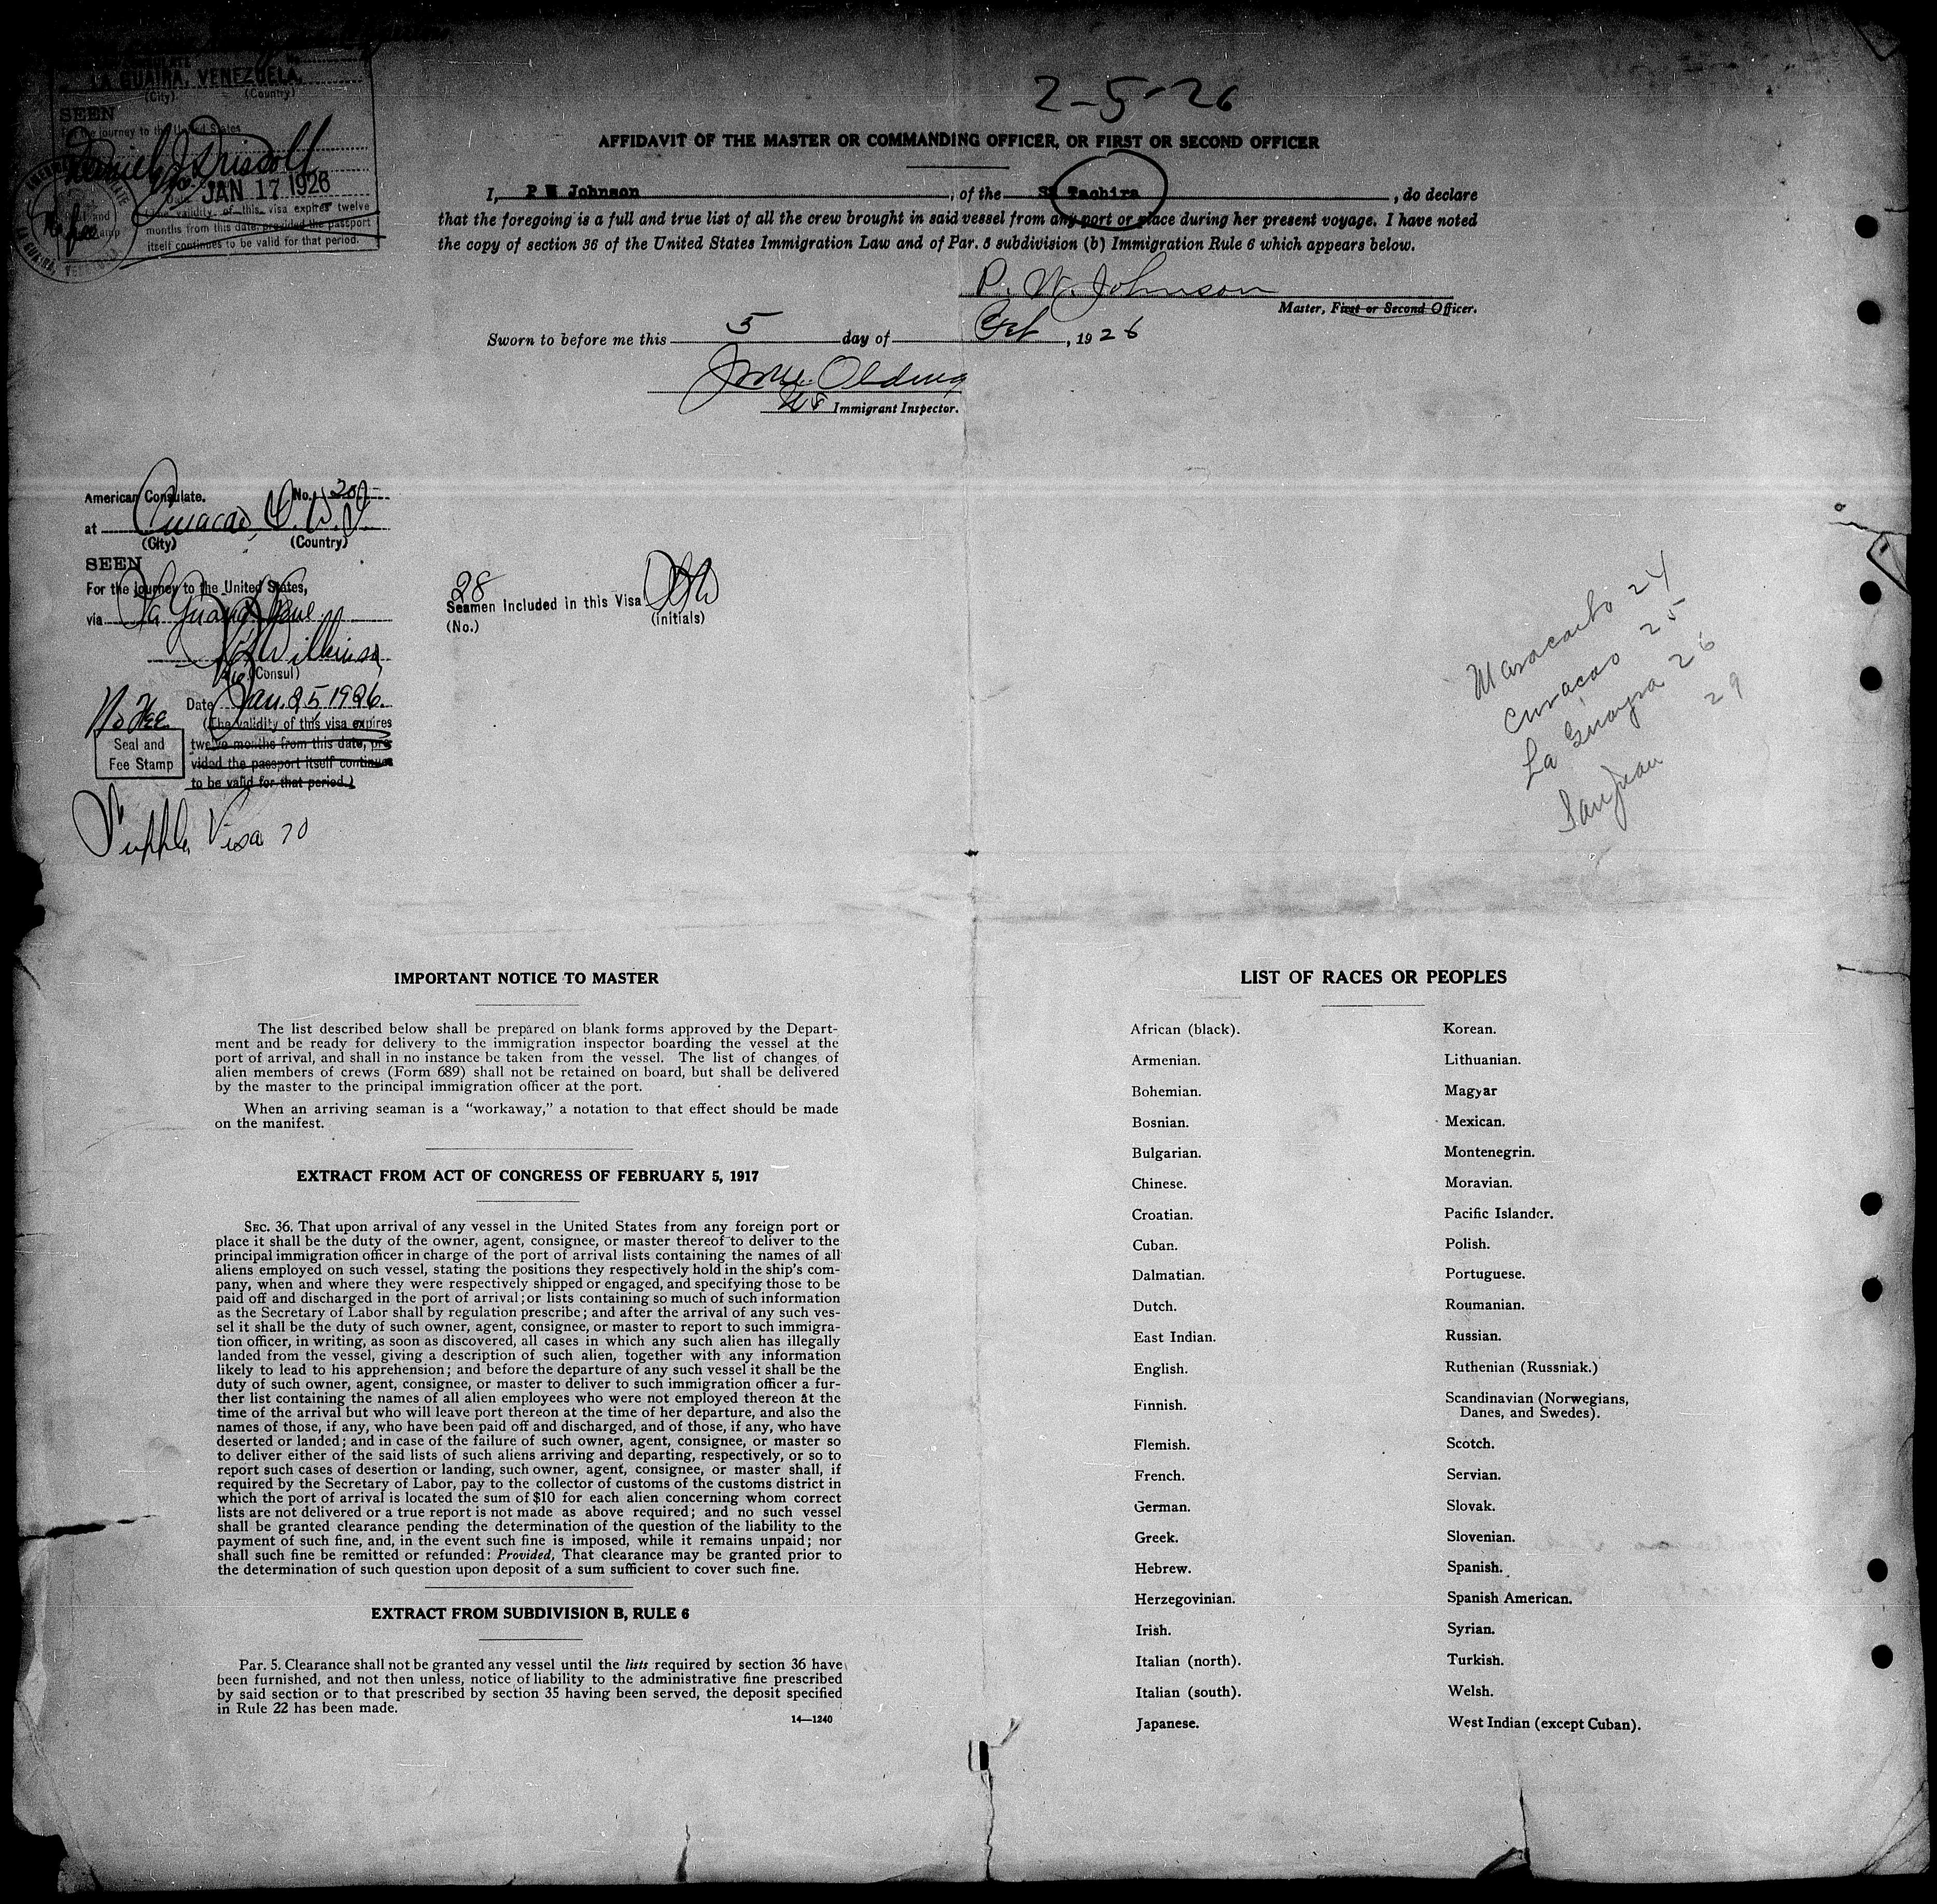 LA GUAIRA, VENEZUELA.
(City) (Country)
SEEN
For the journey to the United States
Daniel J Driscoll
JAN 17 1926
The validity of this visa expires twelve
months from this date, provided the passport
itself continues to be valid for that period.
No fee
2-5-26
AFFIDAVIT OF THE MASTER OR COMMANDING OFFICER, OR FIRST OR SECOND OFFICER
I, P W Johnson, of the SS Tachira, do declare
that the foregoing is a full and true list of all the crew brought in said vessel from any port or place during her present voyage. I have noted
the copy of section 36 of the United States Immigration Law and of Par. 5 subdivision (b) Immigration Rule 6 which appears below.
P. W. Johnson
Master, First or Second Officer.
Sworn to before me this 5 day of Feb, 1926
Immigrant Inspector.
American Consulate. No.
at Curacao, D.W.I.
(City) (Country)
SEEN
For the journey to the United States,
via La Guaira
(Consul)
No Fee
Date Jan. 25, 1926.
(The validity of this visa expires
twelve months from this date, pro-
vided the passport itself continues
to be valid for that period.)
Seal and
Fee Stamp
28
Seamen included in this Visa
(No.) (initials)
Maracaibo 24
Curacao 25
La Guayra 26
San Juan 29
IMPORTANT NOTICE TO MASTER
The list described below shall be prepared on blank forms approved by the Depart-
ment and be ready for delivery to the immigration inspector boarding the vessel at the
port of arrival, and shall in no instance be taken from the vessel. The list of changes of
alien members of crews (Form 689) shall not be retained on board, but shall be delivered
by the master to the principal immigration officer at the port.
When an arriving seaman is a “workaway,” a notation to that effect should be made
on the manifest.
EXTRACT FROM ACT OF CONGRESS OF FEBRUARY 5, 1917
SEC. 36. That upon arrival of any vessel in the United States from any foreign port or
place it shall be the duty of the owner, agent, consignee, or master thereof to deliver to the
principal immigration officer in charge of the port of arrival lists containing the names of all
aliens employed on such vessel, stating the positions they respectively hold in the ship's com-
pany, when and where they were respectively shipped or engaged, and specifying those to be
paid off and discharged in the port of arrival; or lists containing so much of such information
as the Secretary of Labor shall by regulation prescribe; and after the arrival of any such ves-
sel it shall be the duty of such owner, agent, consignee, or master to report to such immigra-
tion officer, in writing, as soon as discovered, all cases in which any such alien has illegally
landed from the vessel, giving a description of such alien, together with any information
likely to lead to his apprehension; and before the departure of any such vessel it shall be the
duty of such owner, agent, consignee, or master to deliver to such immigration officer a fur-
ther list containing the names of all alien employees who were not employed thereon at the
time of the arrival but who will leave port thereon at the time of her departure, and also the
names of those, if any, who have been paid off and discharged, and of those, if any, who have
deserted or landed; and in case of the failure of such owner, agent, consignee, or master so
to deliver either of the said lists of such aliens arriving and departing, respectively, or so to
report such cases of desertion or landing, such owner, agent, consignee, or master shall, if
required by the Secretary of Labor, pay to the collector of customs of the customs district in
which the port of arrival is located the sum of $10 for each alien concerning whom correct
lists are not delivered or a true report is not made as above required; and no such vessel
shall be granted clearance pending the determination of the question of the liability to the
payment of such fine, and, in the event such fine is imposed, while it remains unpaid; nor
shall such fine be remitted or refunded: Provided, That clearance may be granted prior to
the determination of such question upon deposit of a sum sufficient to cover such fine.
EXTRACT FROM SUBDIVISION B, RULE 6
Par. 5. Clearance shall not be granted any vessel until the lists required by section 36 have
been furnished, and not then unless, notice of liability to the administrative fine prescribed
by said section or to that prescribed by section 35 having been served, the deposit specified
in Rule 22 has been made.
14—1240
LIST OF RACES OR PEOPLES
African (black).
Armenian.
Bohemian.
Bosnian.
Bulgarian.
Chinese.
Croatian.
Cuban.
Dalmatian.
Dutch.
East Indian.
English.
Finnish.
Flemish.
French.
German.
Greek.
Hebrew.
Herzegovinian.
Irish.
Italian (north).
Italian (south).
Japanese.
Korean.
Lithuanian.
Magyar
Mexican.
Montenegrin.
Moravian.
Pacific Islander.
Polish.
Portuguese.
Roumanian.
Russian.
Ruthenian (Russniak.)
Scandinavian (Norwegians,
Danes, and Swedes).
Scotch.
Servian.
Slovak.
Slovenian.
Spanish.
Spanish American.
Syrian.
Turkish.
Welsh.
West Indian (except Cuban).